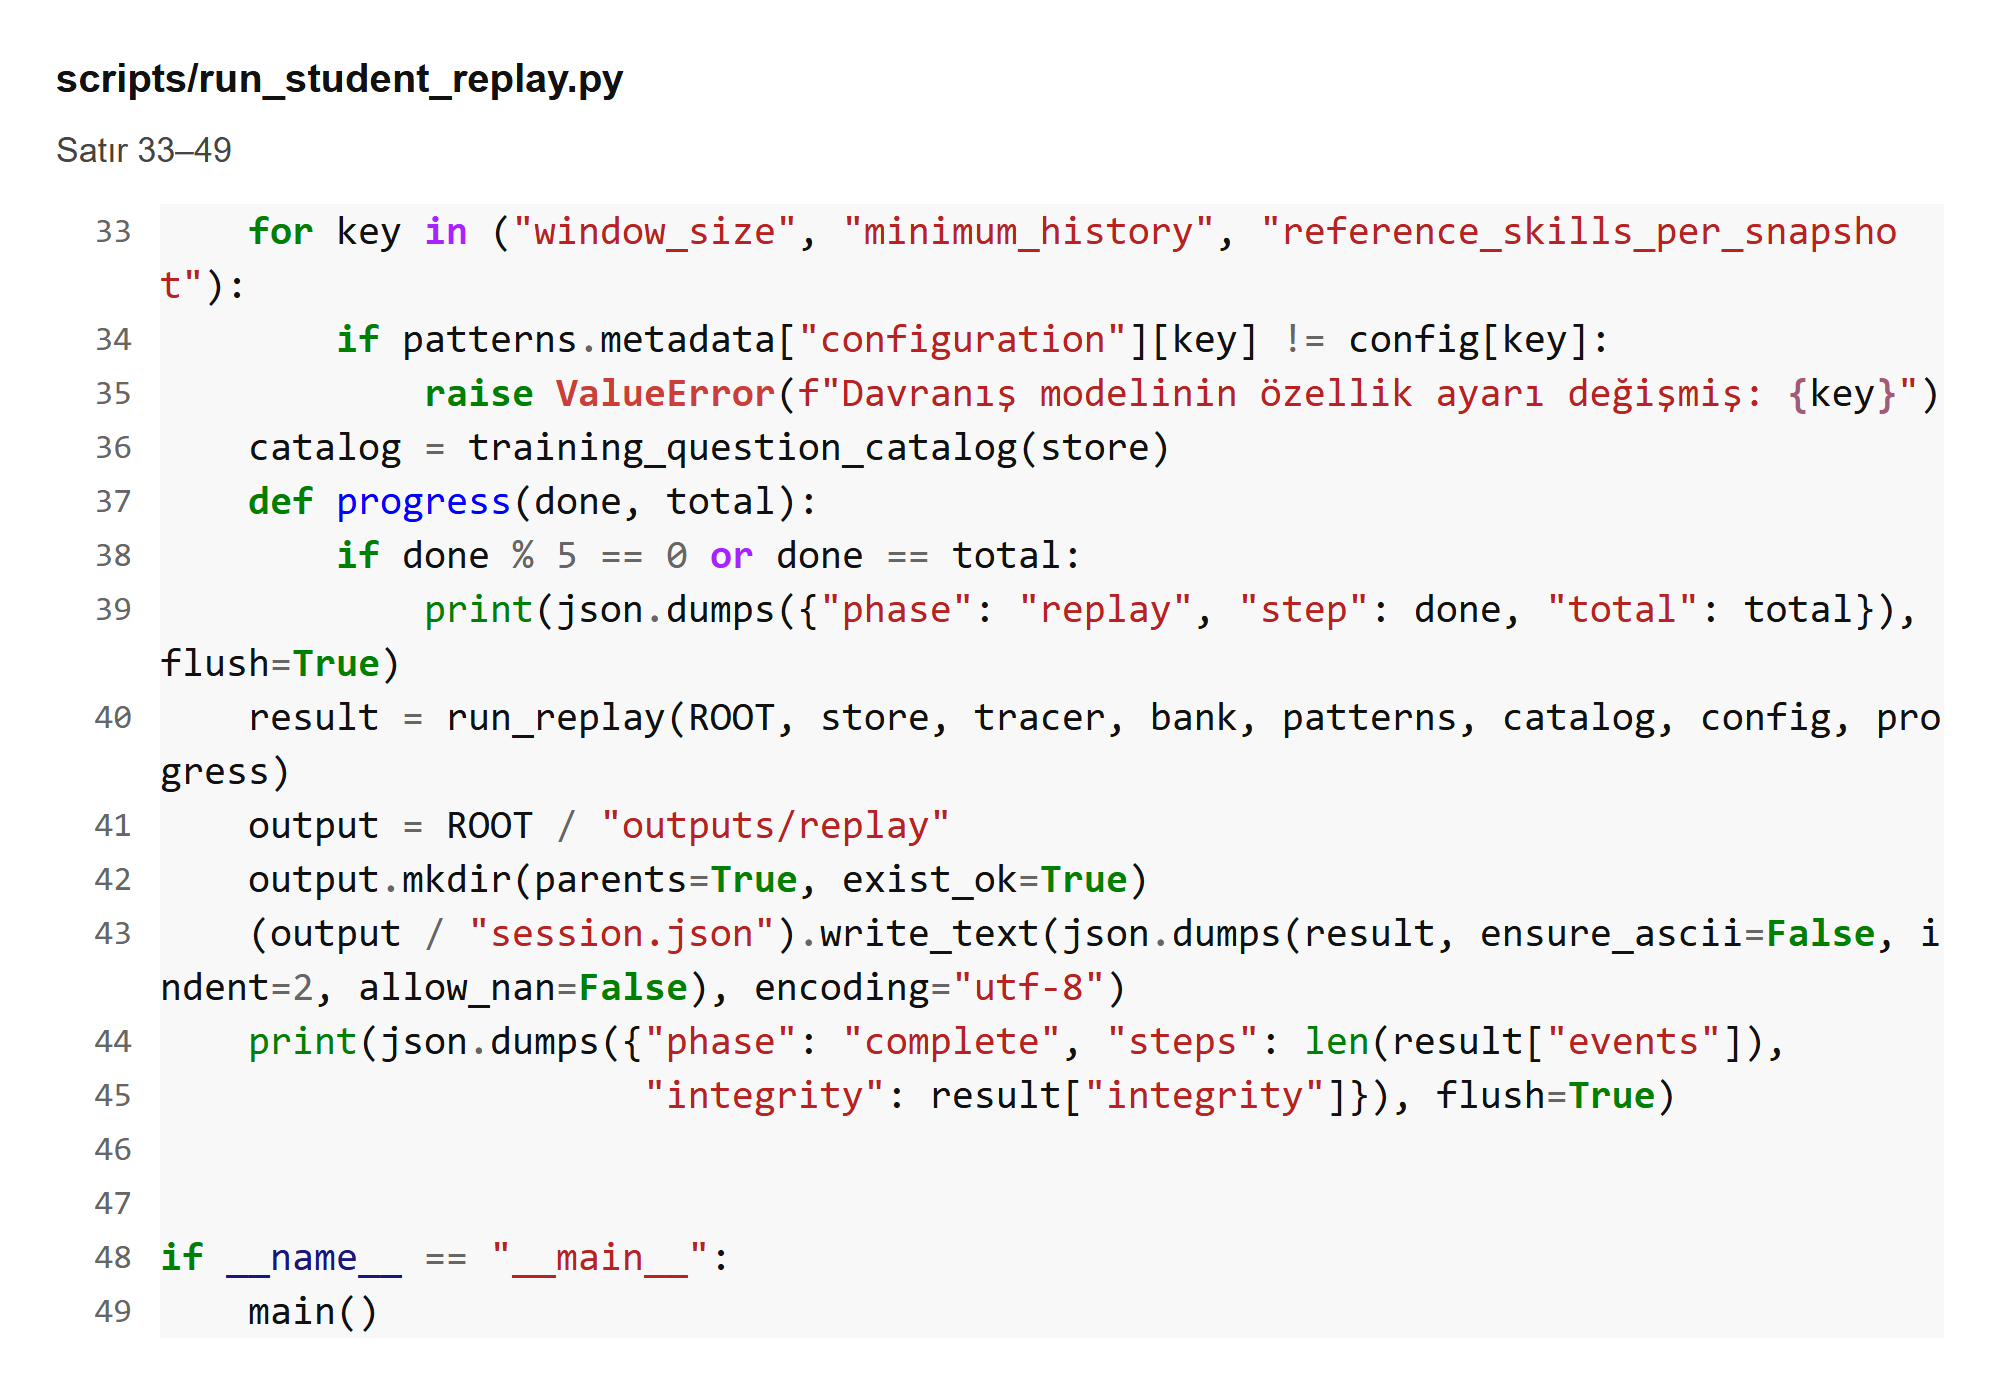 scripts/run_student_replay.py
Satır 33–49
33     for key in ("window_size", "minimum_history", "reference_skills_per_snapsho
t"):
34         if patterns.metadata["configuration"][key] != config[key]:
35             raise ValueError(f"Davranış modelinin özellik ayarı değişmiş: {key}")
36     catalog = training_question_catalog(store)
37     def progress(done, total):
38         if done % 5 == 0 or done == total:
39             print(json.dumps({"phase": "replay", "step": done, "total": total}),
flush=True)
40     result = run_replay(ROOT, store, tracer, bank, patterns, catalog, config, pro
gress)
41     output = ROOT / "outputs/replay"
42     output.mkdir(parents=True, exist_ok=True)
43     (output / "session.json").write_text(json.dumps(result, ensure_ascii=False, i
ndent=2, allow_nan=False), encoding="utf-8")
44     print(json.dumps({"phase": "complete", "steps": len(result["events"]),
45                       "integrity": result["integrity"]}), flush=True)
46
47
48 if __name__ == "__main__":
49     main()